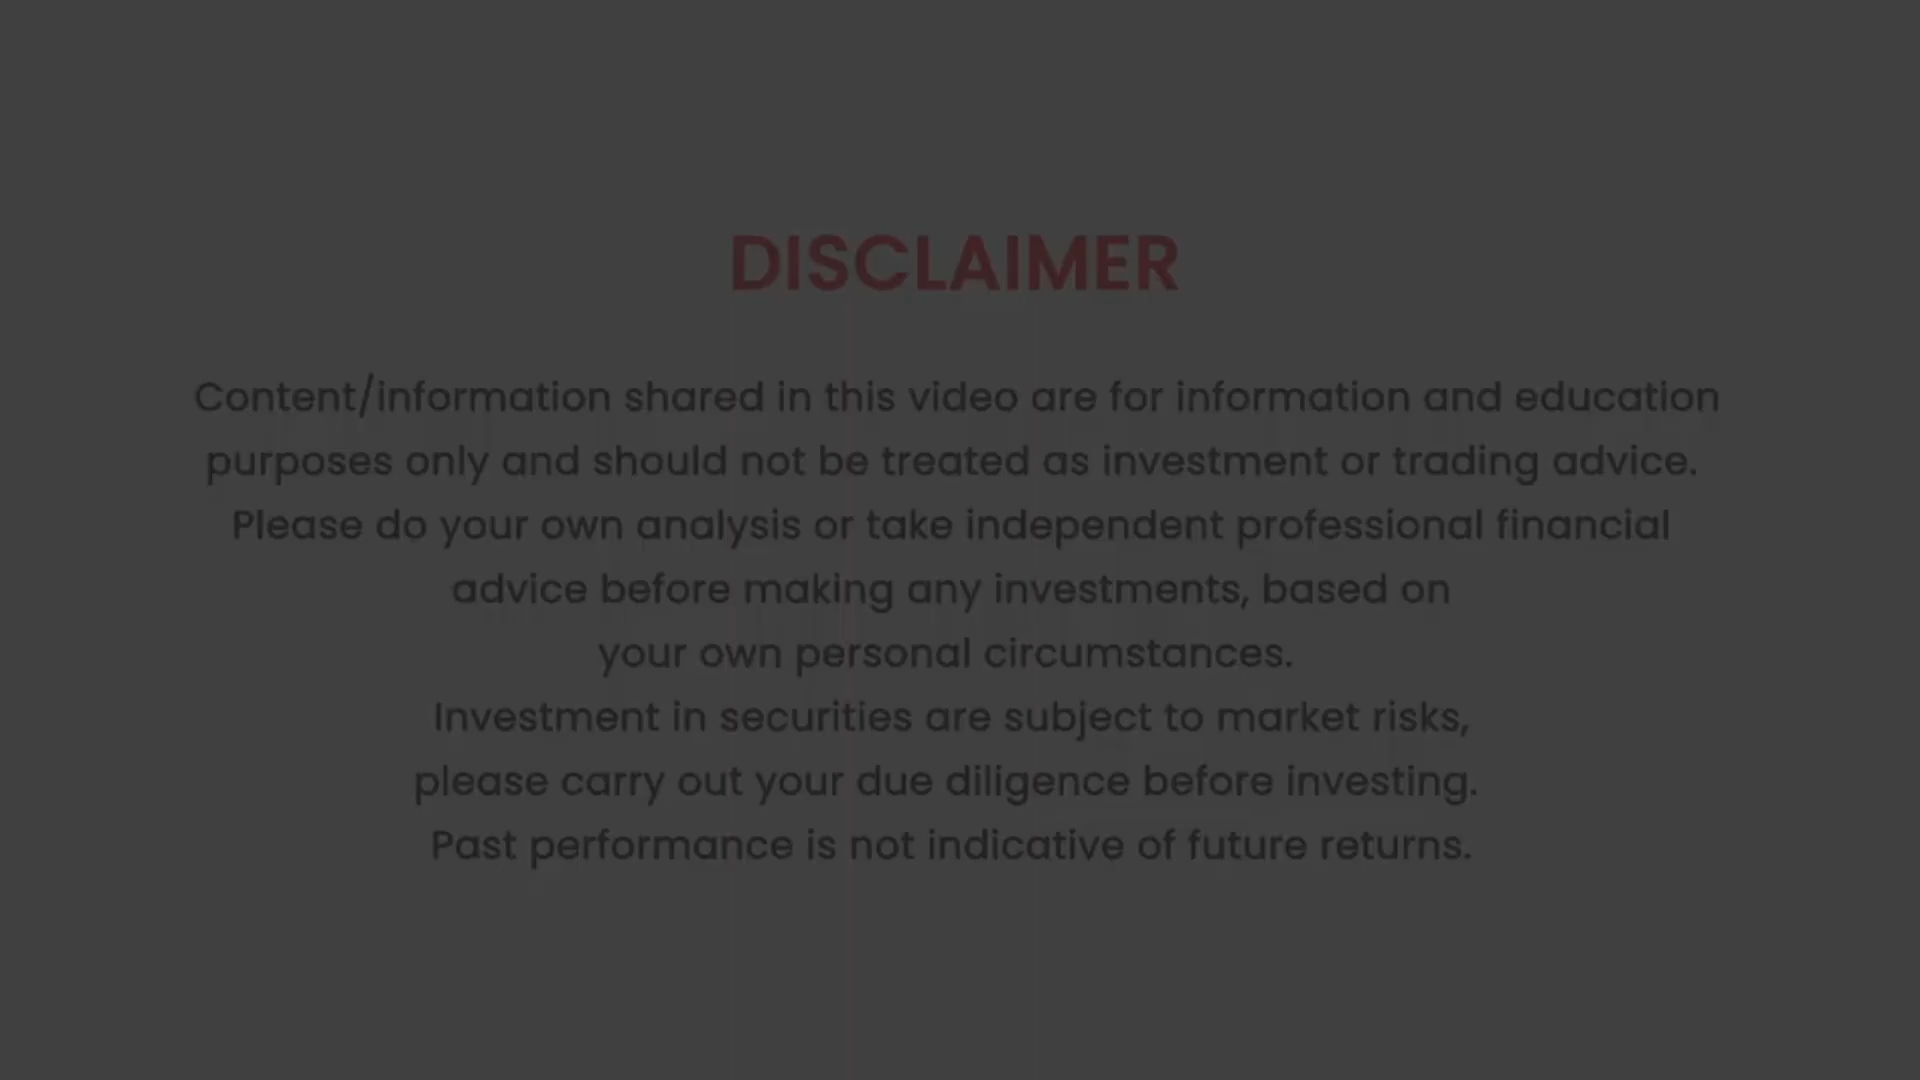 DISCLAIMER
Content/information shared in this video are for information and education
purposes only and should not be treated as investment or trading advice.
Please do your own analysis or take independent professional financial
advice before making any investments, based on
your own personal circumstances.
Investment in securities are subject to market risks,
please carry out your due diligence before investing.
Past performance is not indicative of future returns.